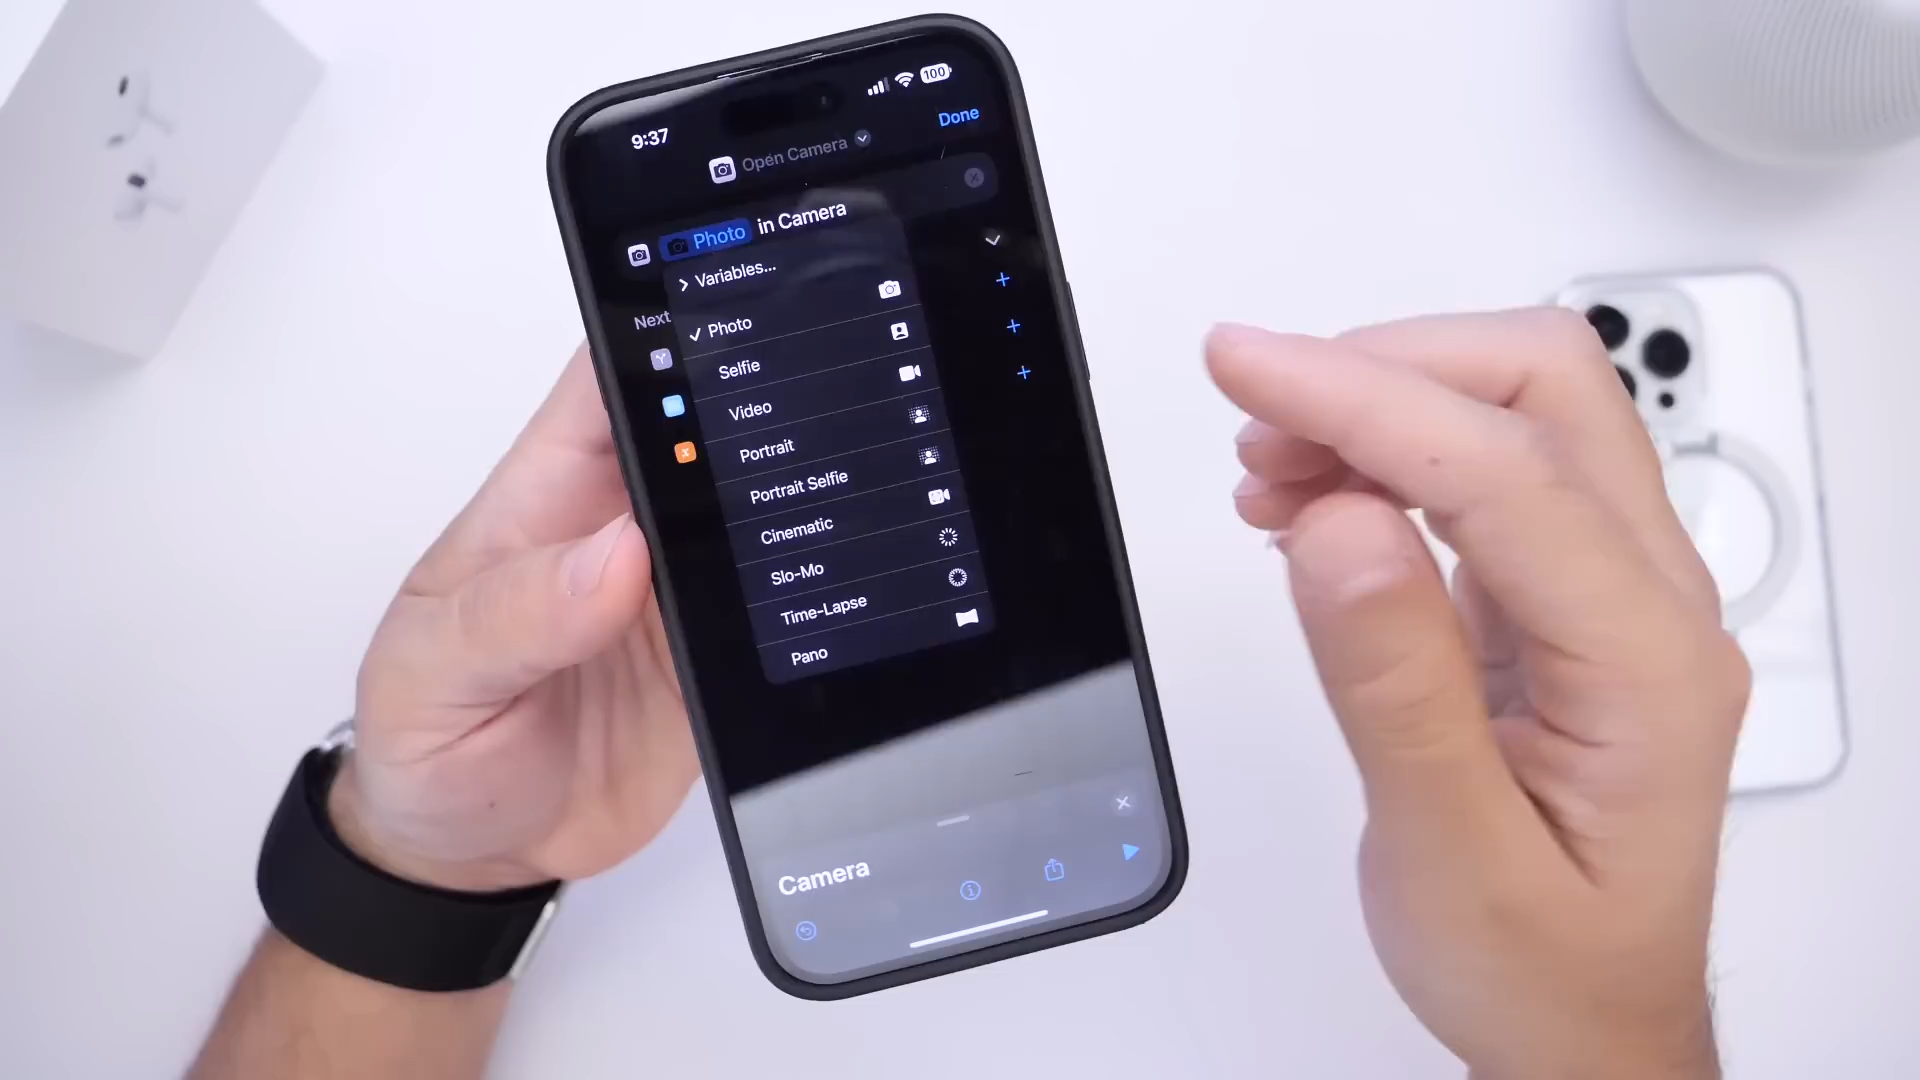 9:37
100
Done
Open Camera
Photo in Camera
Variables...
Next
Photo
Selfie
Video
Portrait
Portrait Selfie
Cinematic
Slo-Mo
Time-Lapse
Pano
Camera